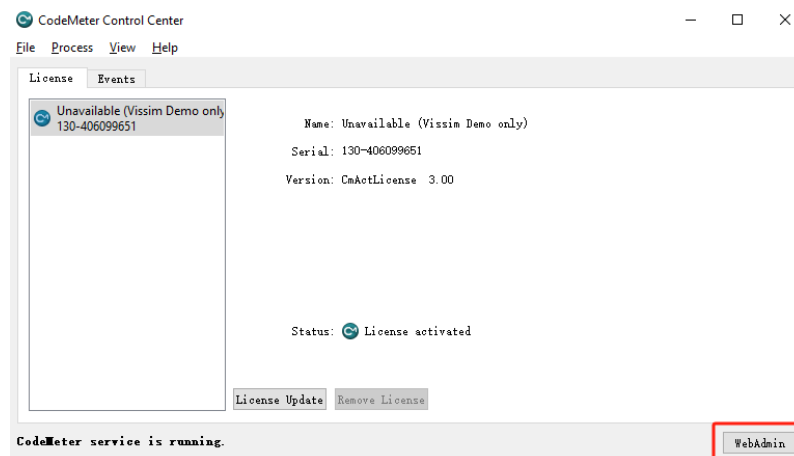 CodeMeter Control Center
File Process View Help
License Events
Unavailable (Vissim Demo only
130-406099651
Name: Unavailable (Vissim Demo only)
Serial: 130-406099651
Version: CmActLicense 3.00
Status: License activated
License Update Remove License
CodeMeter service is running.
WebAdmin